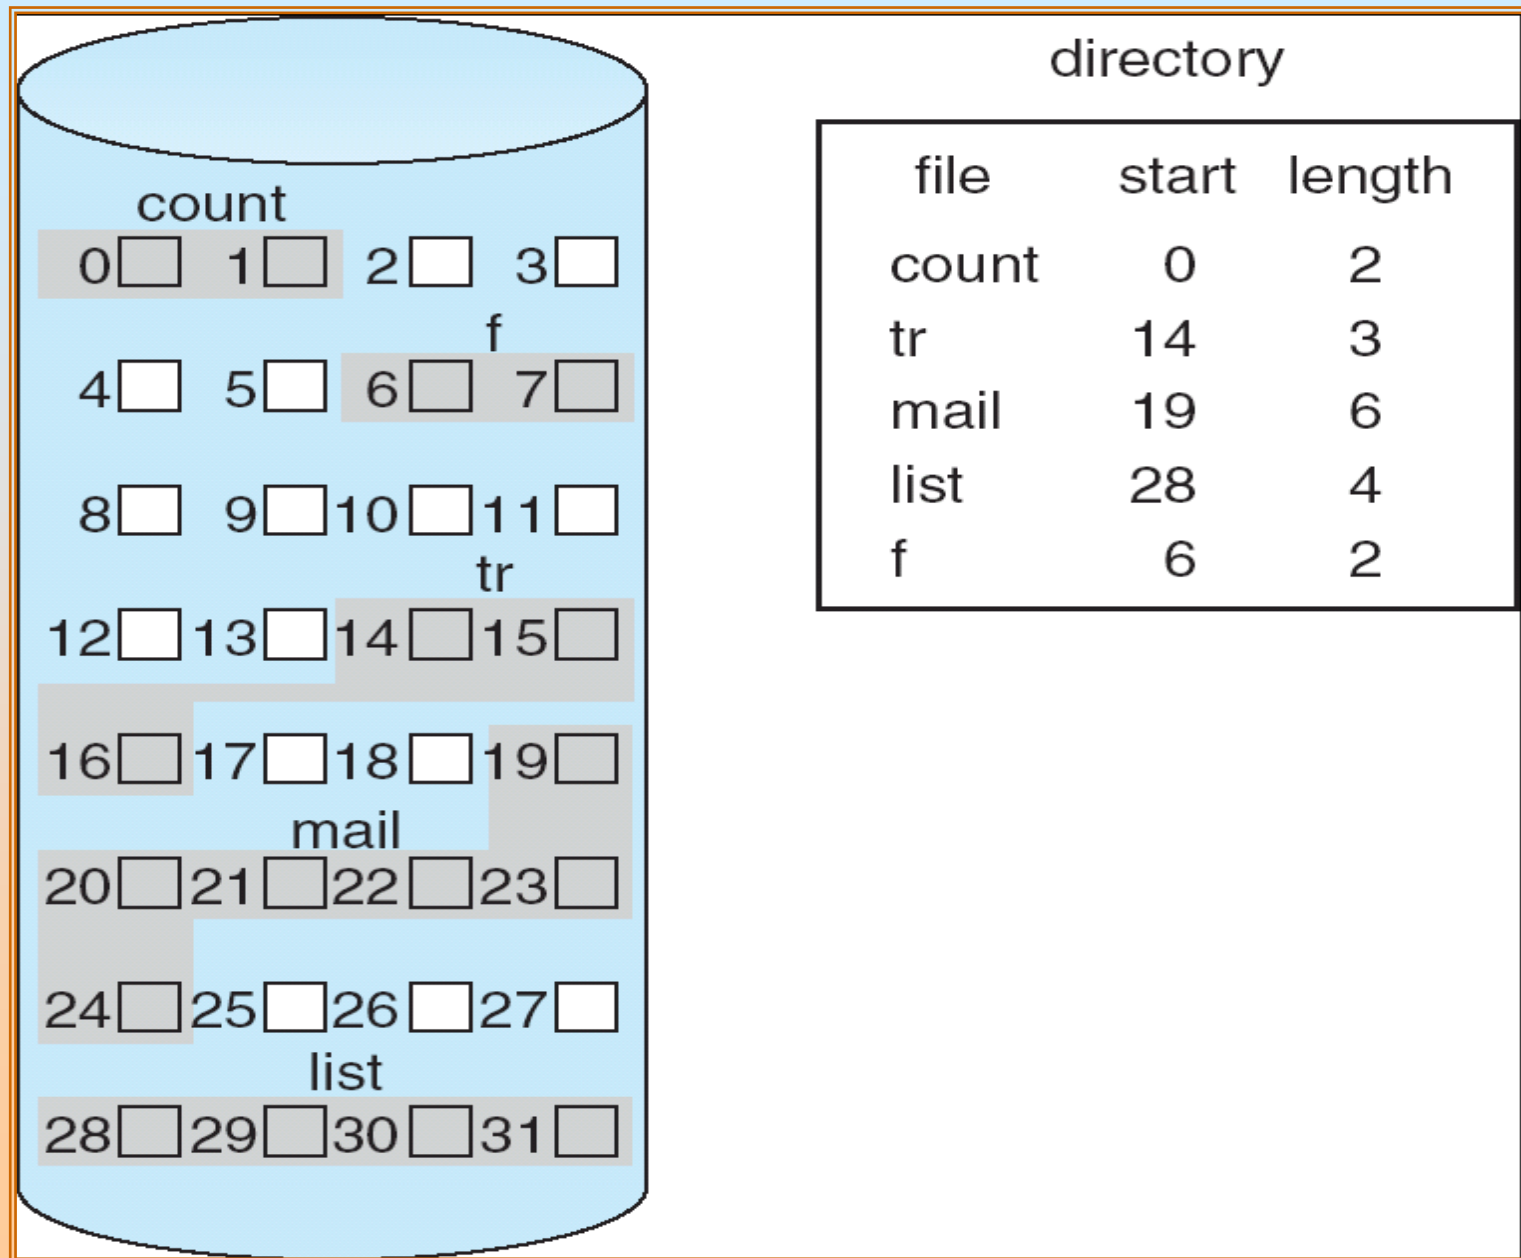 count
0 1 2 3
f
4 5 6 7
8 9 10 11
tr
12 13 14 15
16 17 18 19
mail
20 21 22 23
24 25 26 27
list
28 29 30 31
directory
file start length
count 0 2
tr 14 3
mail 19 6
list 28 4
f 6 2